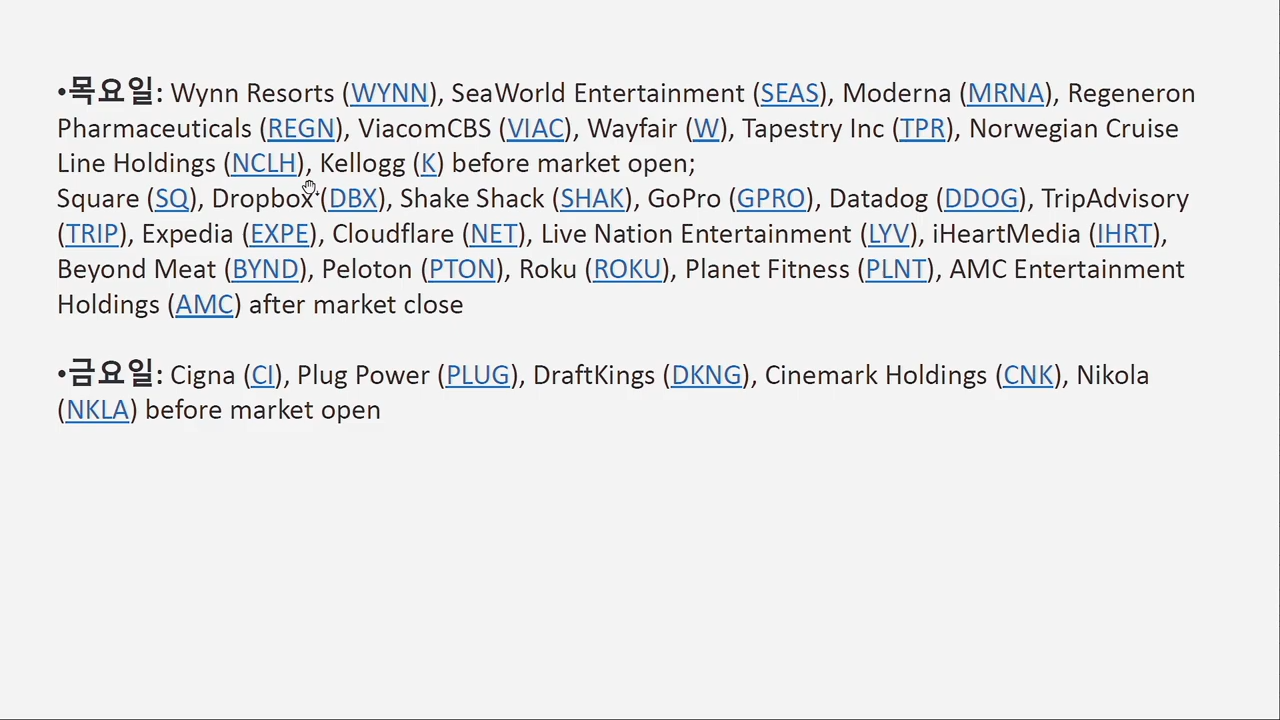 •목요일: Wynn Resorts (WYNN), SeaWorld Entertainment (SEAS), Moderna (MRNA), Regeneron
Pharmaceuticals (REGN), ViacomCBS (VIAC), Wayfair (W), Tapestry Inc (TPR), Norwegian Cruise
Line Holdings (NCLH), Kellogg (K) before market open;
Square (SQ), Dropbox (DBX), Shake Shack (SHAK), GoPro (GPRO), Datadog (DDOG), TripAdvisory
(TRIP), Expedia (EXPE), Cloudflare (NET), Live Nation Entertainment (LYV), iHeartMedia (IHRT),
Beyond Meat (BYND), Peloton (PTON), Roku (ROKU), Planet Fitness (PLNT), AMC Entertainment
Holdings (AMC) after market close
•금요일: Cigna (CI), Plug Power (PLUG), DraftKings (DKNG), Cinemark Holdings (CNK), Nikola
(NKLA) before market open